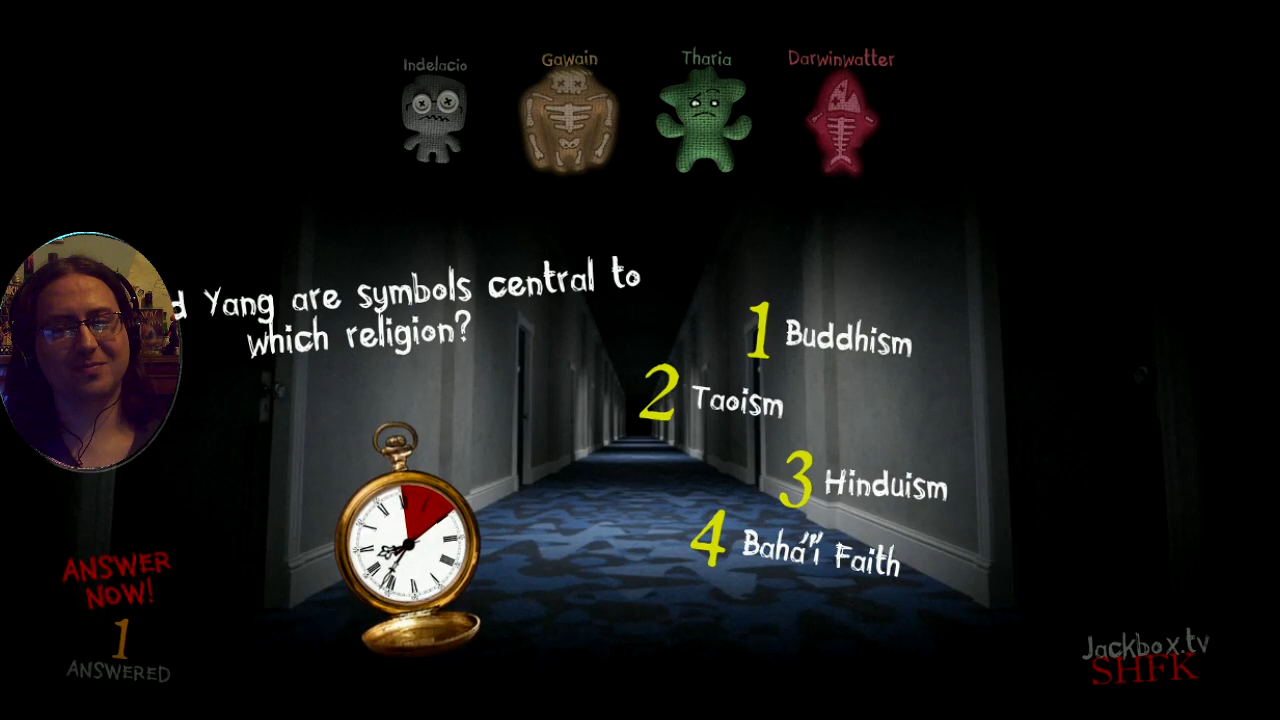 Indelacio
Gawain
Tharia
Darwinwatter
d Yang are symbols central to
which religion?
1 Buddhism
2 Taoism
3 Hinduism
4 Bahá'í Faith
ANSWER
NOW!
1
ANSWERED
Jackbox.tv
SHFK